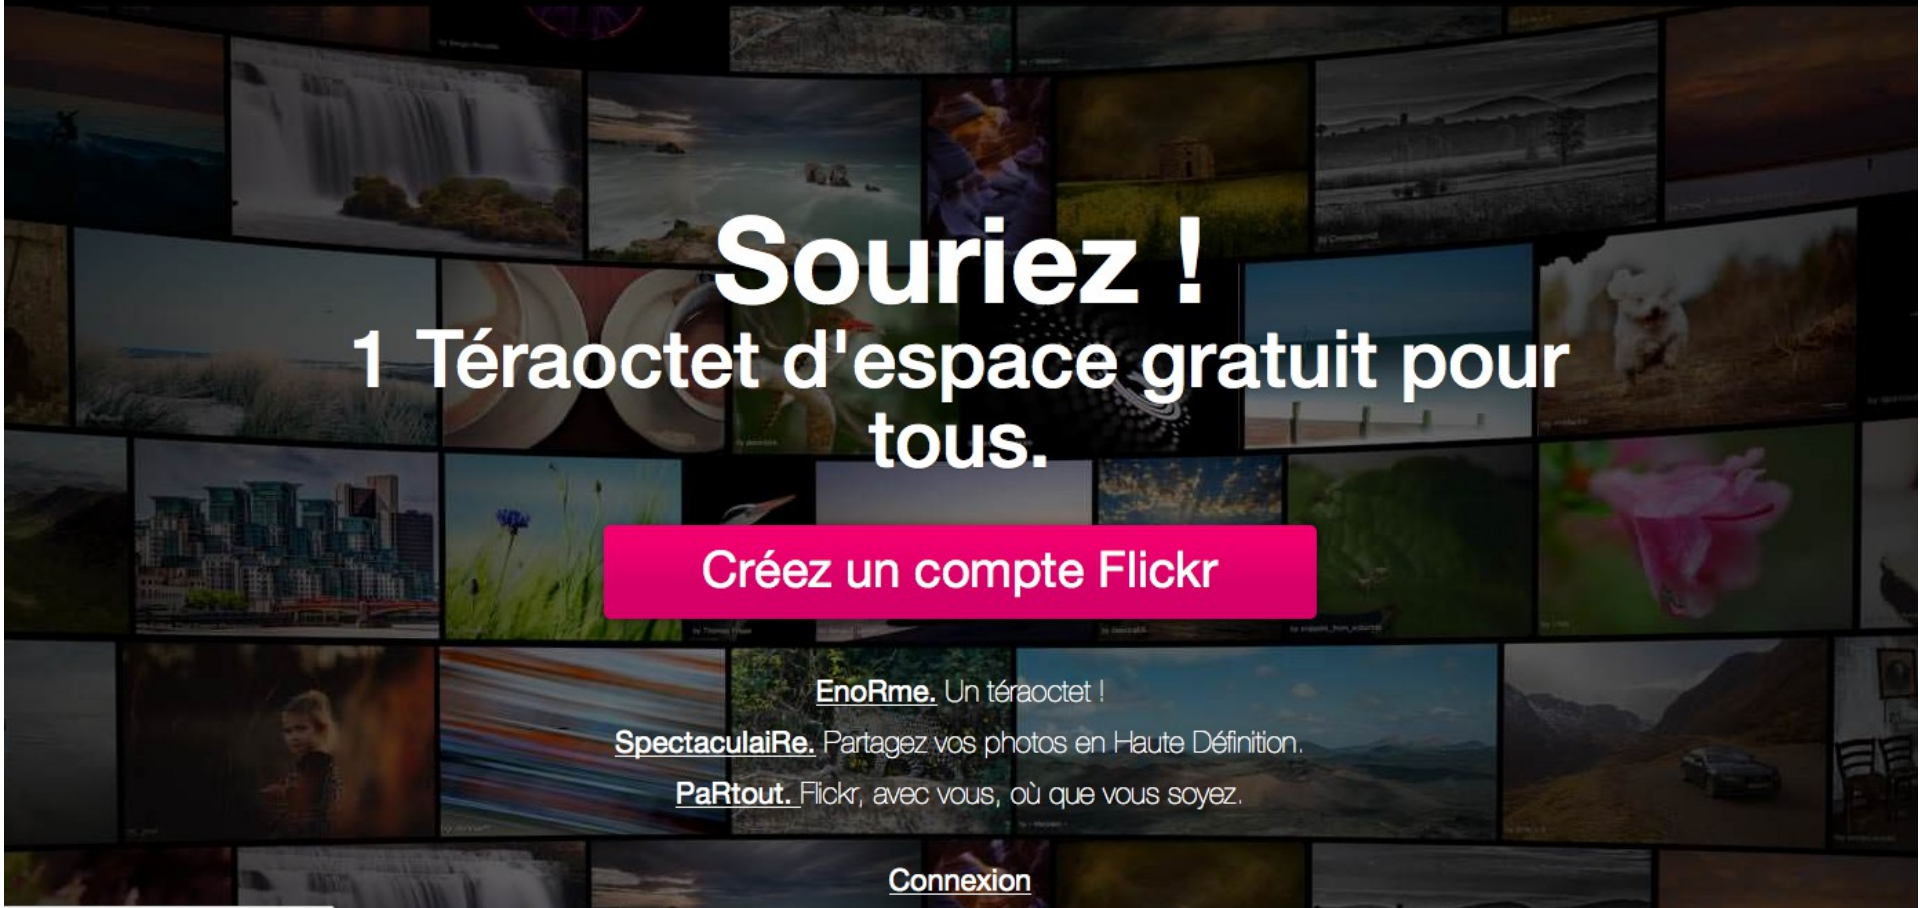 Souriez !
1 Téraoctet d'espace gratuit pour
tous.
Créez un compte Flickr
EnoRme. Un téraoctet !
SpectaculaiRe. Partagez vos photos en Haute Définition.
PaRtout. Flickr, avec vous, où que vous soyez.
Connexion